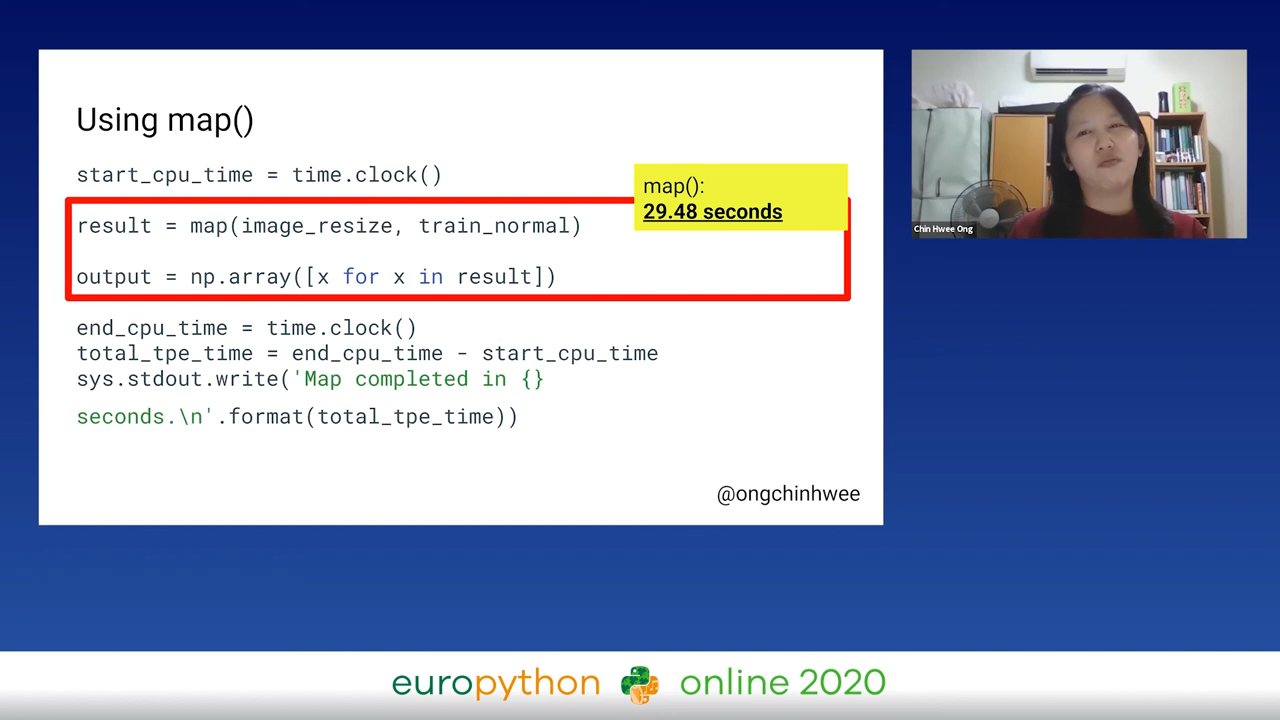 Using map()
start_cpu_time = time.clock()
map():
29.48 seconds
result = map(image_resize, train_normal)
output = np.array([x for x in result])
end_cpu_time = time.clock()
total_tpe_time = end_cpu_time - start_cpu_time
sys.stdout.write('Map completed in {}
seconds.\n'.format(total_tpe_time))
@ongchinhwee
Chin Hwee Ong
europython online 2020